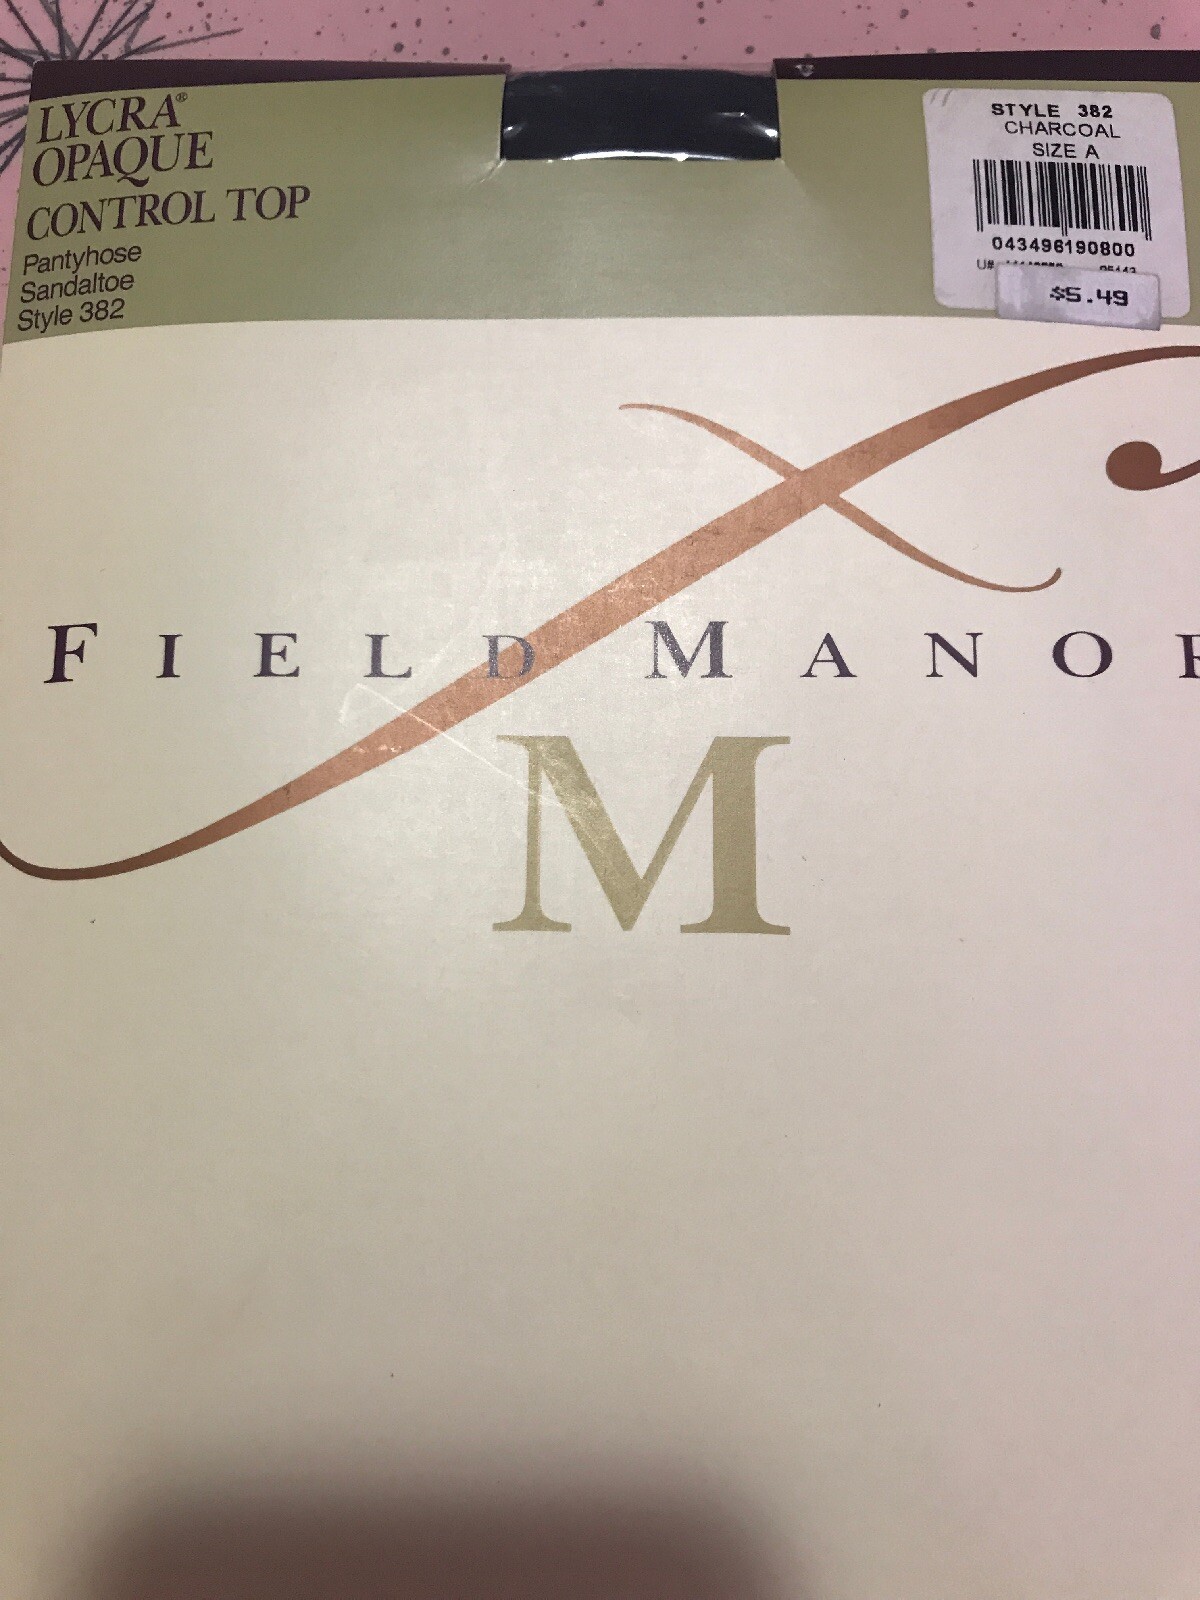 LYCRA®
OPAQUE
CONTROL TOP
Pantyhose
Sandaltoe
Style 382
STYLE 382
CHARCOAL
SIZE A
043496190800
U#
$5.49
FIELD MANOR
M